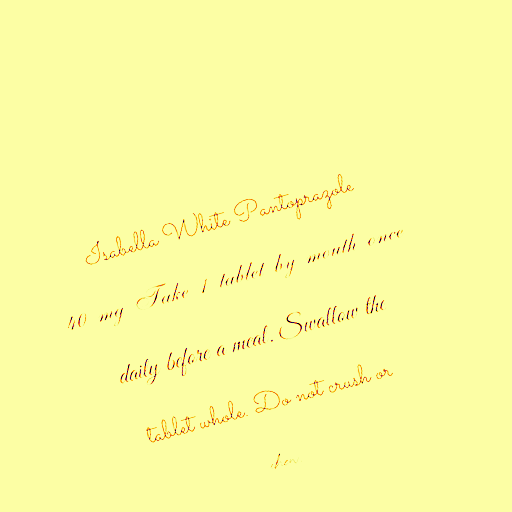 Isabella White Pantoprazole
40 mg Take 1 tablet by mouth once
daily before a meal. Swallow the
tablet whole. Do not crush or